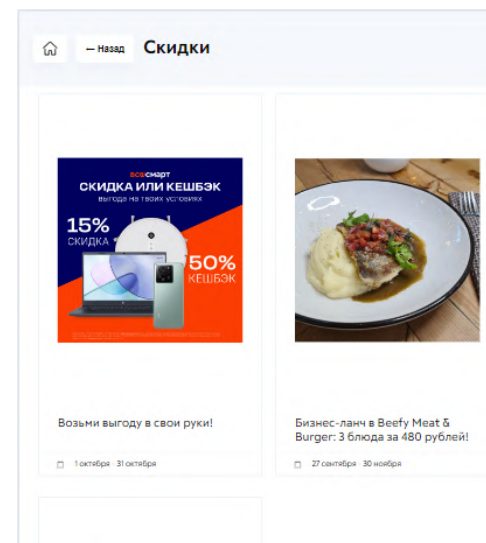 ← Назад Скидки
всесмарт
СКИДКА ИЛИ КЕШБЭК
выгода на твоих условиях
15%
СКИДКА
50%
КЕШБЭК
Возьми выгоду в свои руки!
1 октября - 31 октября
Бизнес-ланч в Beefy Meat &
Burger: 3 блюда за 480 рублей!
27 сентября - 30 ноября